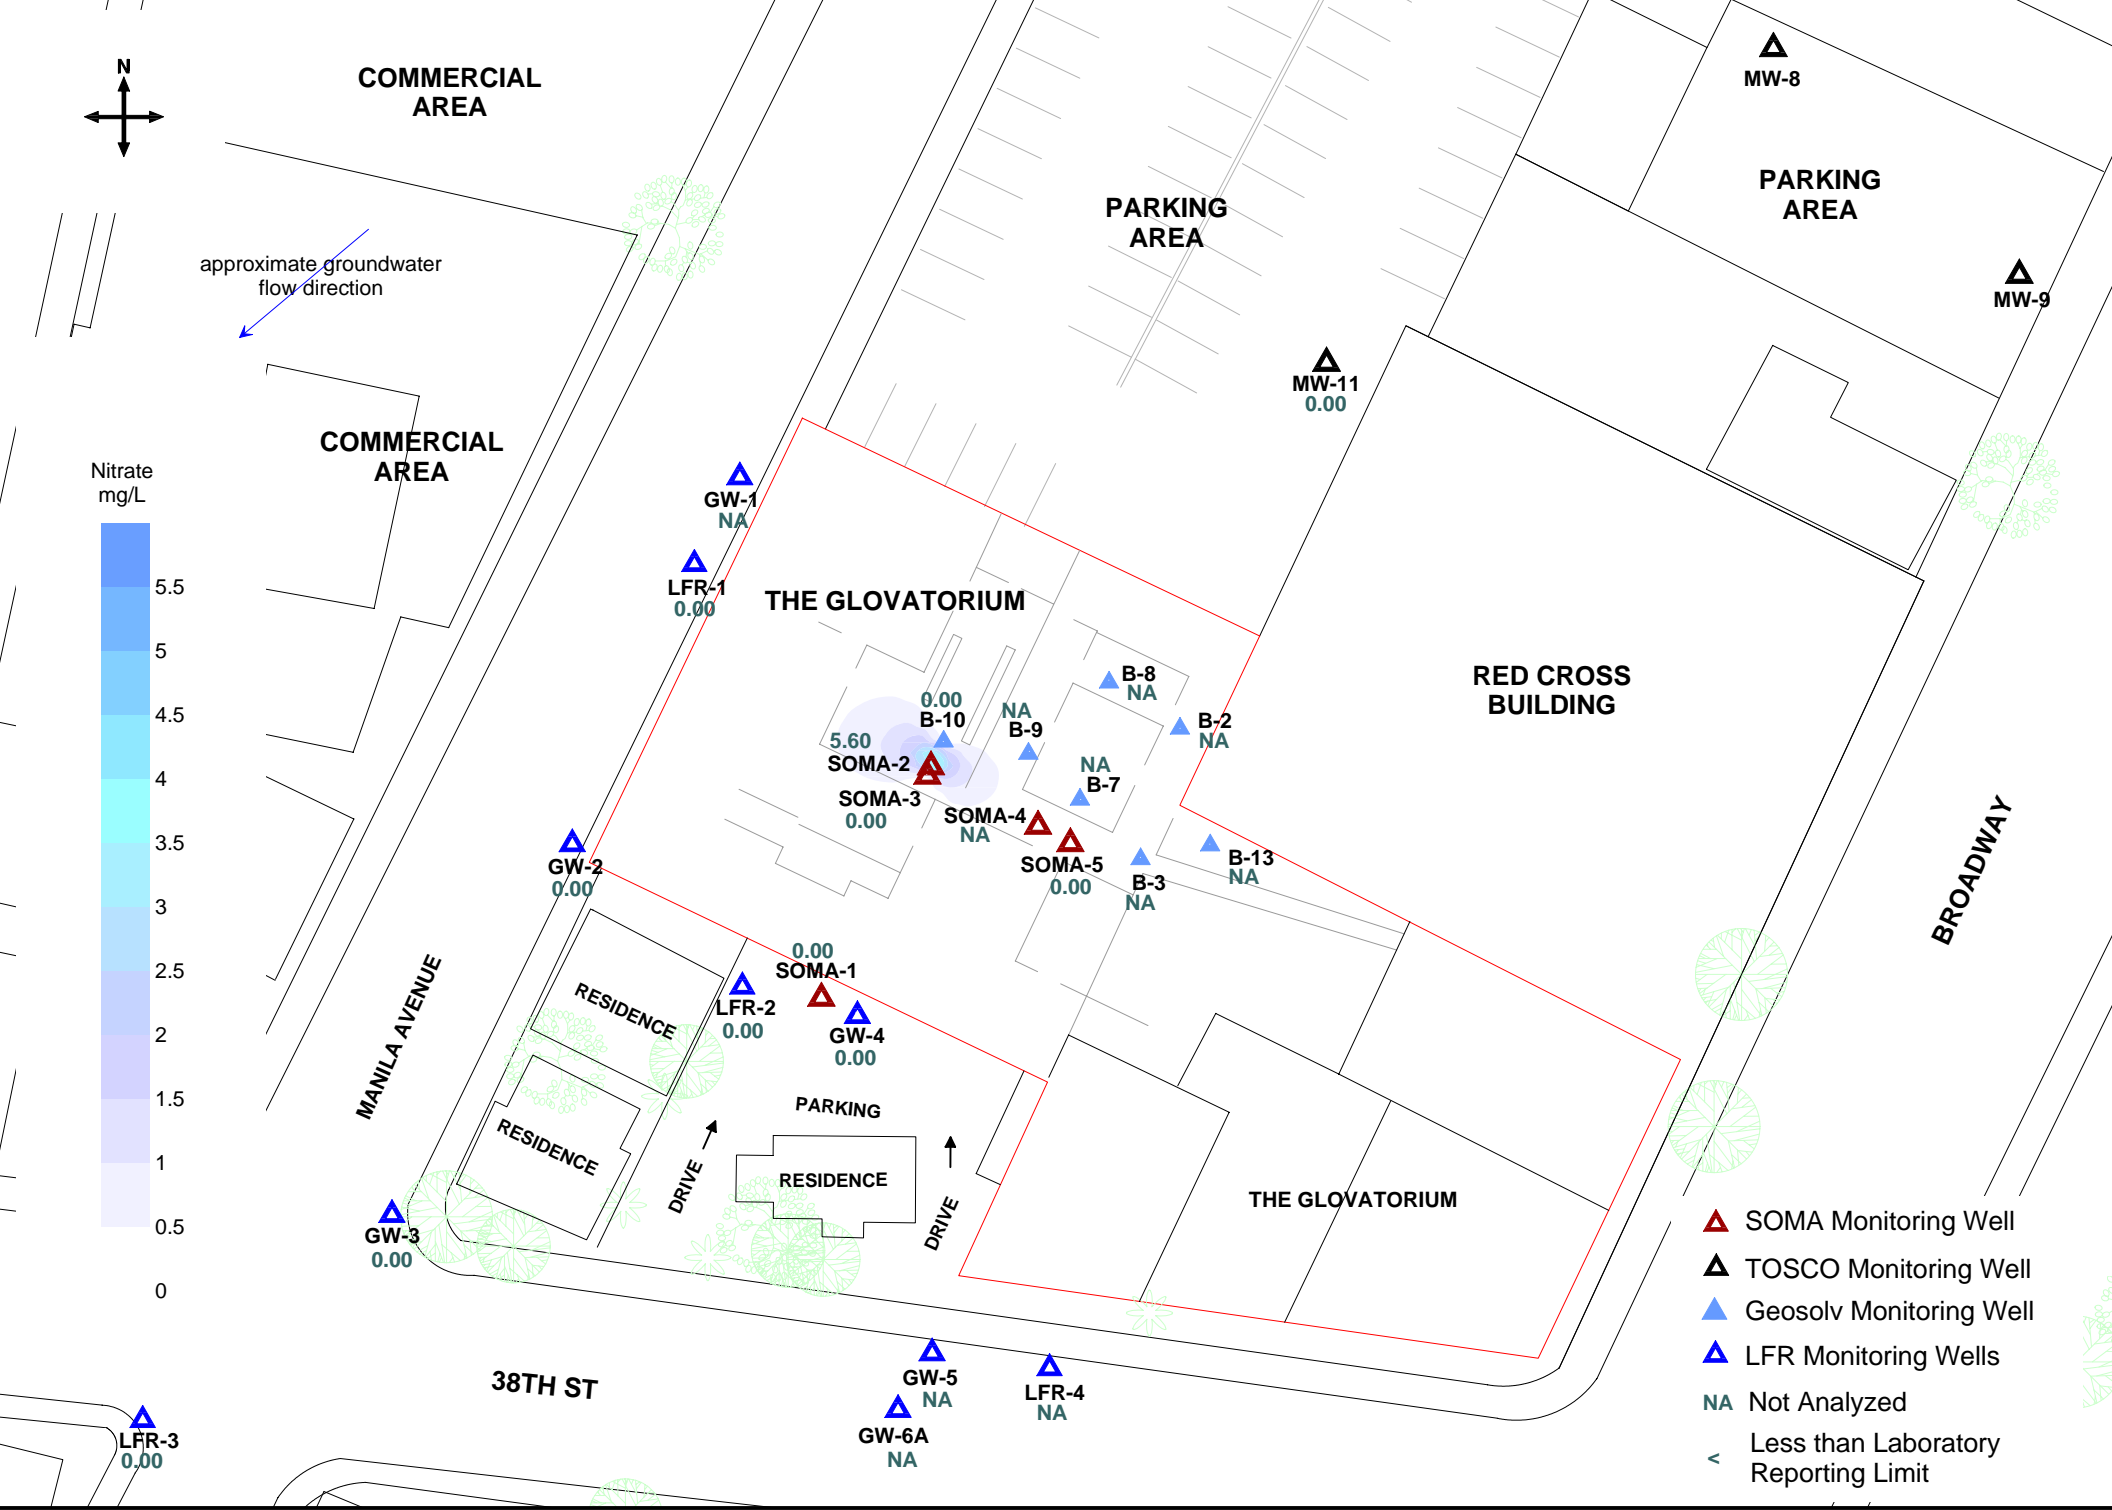 N
COMMERCIAL
AREA
MW-8
PARKING
AREA
PARKING
AREA
approximate groundwater
flow direction
MW-9
MW-11
0.00
COMMERCIAL
AREA
Nitrate
mg/L
5.5
5
4.5
4
3.5
3
2.5
2
1.5
1
0.5
0
GW-1
NA
LFR-1
0.00
THE GLOVATORIUM
RED CROSS
BUILDING
B-8
NA
0.00
B-10
NA
B-9
B-2
NA
5.60
SOMA-2
NA
B-7
SOMA-3
0.00
SOMA-4
NA
SOMA-5
0.00
B-13
NA
B-3
NA
GW-2
0.00
BROADWAY
0.00
SOMA-1
LFR-2
0.00
GW-4
0.00
RESIDENCE
MANILA AVENUE
PARKING
RESIDENCE
DRIVE
RESIDENCE
DRIVE
THE GLOVATORIUM
GW-3
0.00
38TH ST
GW-5
NA
LFR-4
NA
GW-6A
NA
LFR-3
0.00
SOMA Monitoring Well
TOSCO Monitoring Well
Geosolv Monitoring Well
LFR Monitoring Wells
NA Not Analyzed
< Less than Laboratory
Reporting Limit